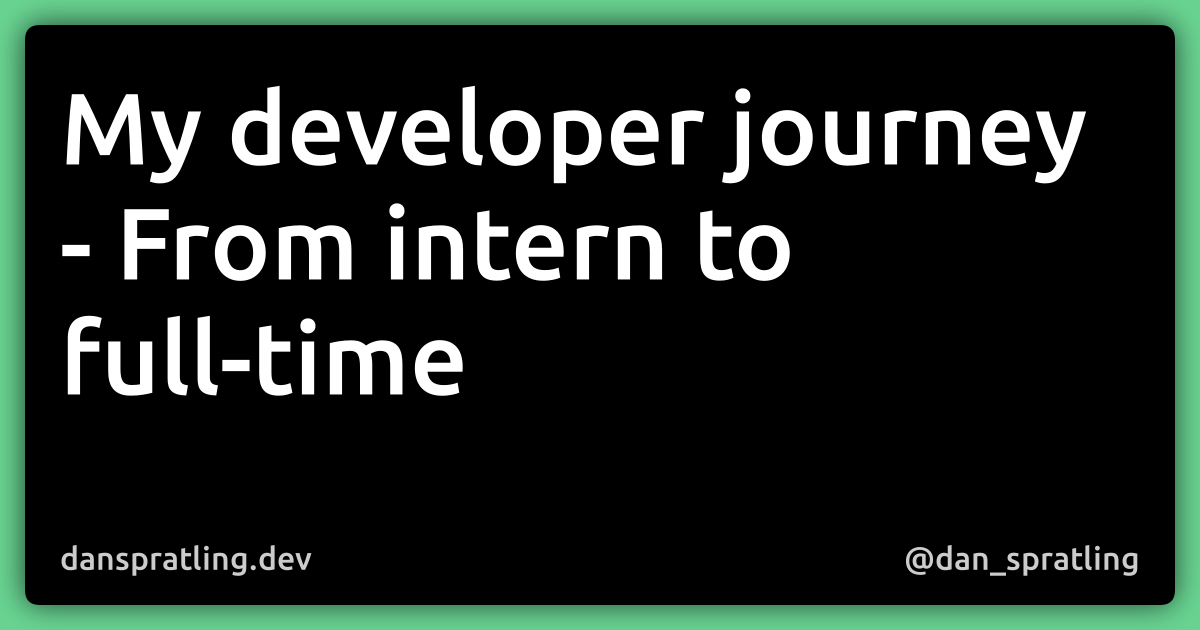 My developer journey
- From intern to
full-time
danspratling.dev
@dan_spratling